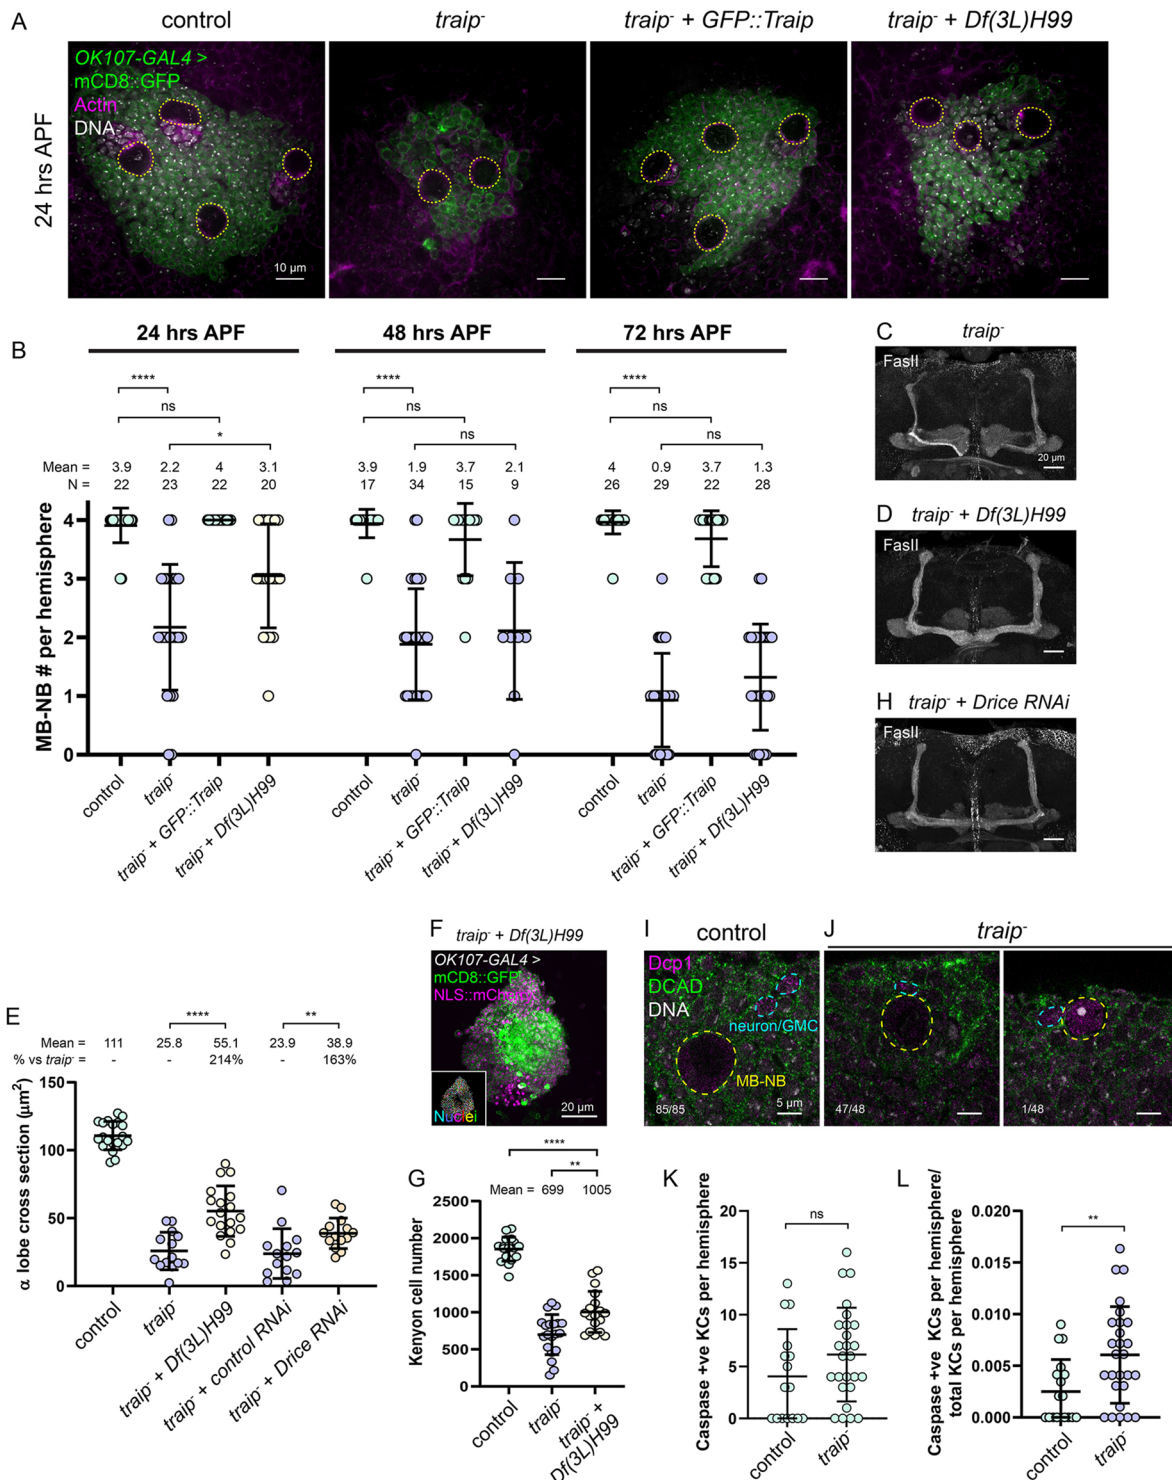 A
control
traip-
traip- + GFP::Traip
traip- + Df(3L)H99
24 hrs APF
OK107-GAL4 >
mCD8::GFP
Actin
DNA
10 µm
B
24 hrs APF
48 hrs APF
72 hrs APF
**** **** ****
ns ns ns
* ns ns
Mean = 3.9 2.2 4 3.1 3.9 1.9 3.7 2.1 4 0.9 3.7 1.3
N = 22 23 22 20 17 34 15 9 26 29 22 28
MB-NB # per hemisphere
4
3
2
1
0
control
traip-
traip- + GFP::Traip
traip- + Df(3L)H99
control
traip-
traip- + GFP::Traip
traip- + Df(3L)H99
control
traip-
traip- + GFP::Traip
traip- + Df(3L)H99
C
traip-
FasII
20 µm
D
traip- + Df(3L)H99
FasII
H
traip- + Drice RNAi
FasII
E
**** **
Mean = 111 25.8 55.1 23.9 38.9
% vs traip- = - - 214% - 163%
α lobe cross section (µm2)
150
100
50
0
control
traip-
traip- + Df(3L)H99
traip- + control RNAi
traip- + Drice RNAi
F
traip- + Df(3L)H99
OK107-GAL4 >
mCD8::GFP
NLS::mCherry
Nuclei
20 µm
G
****
**
Mean = 699 1005
Kenyon cell number
2500
2000
1500
1000
500
0
control
traip-
traip- +
Df(3L)H99
I
control
Dcp1
DCAD
DNA
neuron/GMC
MB-NB
85/85
5 µm
J
traip-
47/48
1/48
K
ns
Caspase +ve KCs per hemisphere
20
15
10
5
0
control
traip-
L
**
Caspase +ve KCs per hemisphere/
total KCs per hemisphere
0.020
0.015
0.010
0.005
0.000
control
traip-